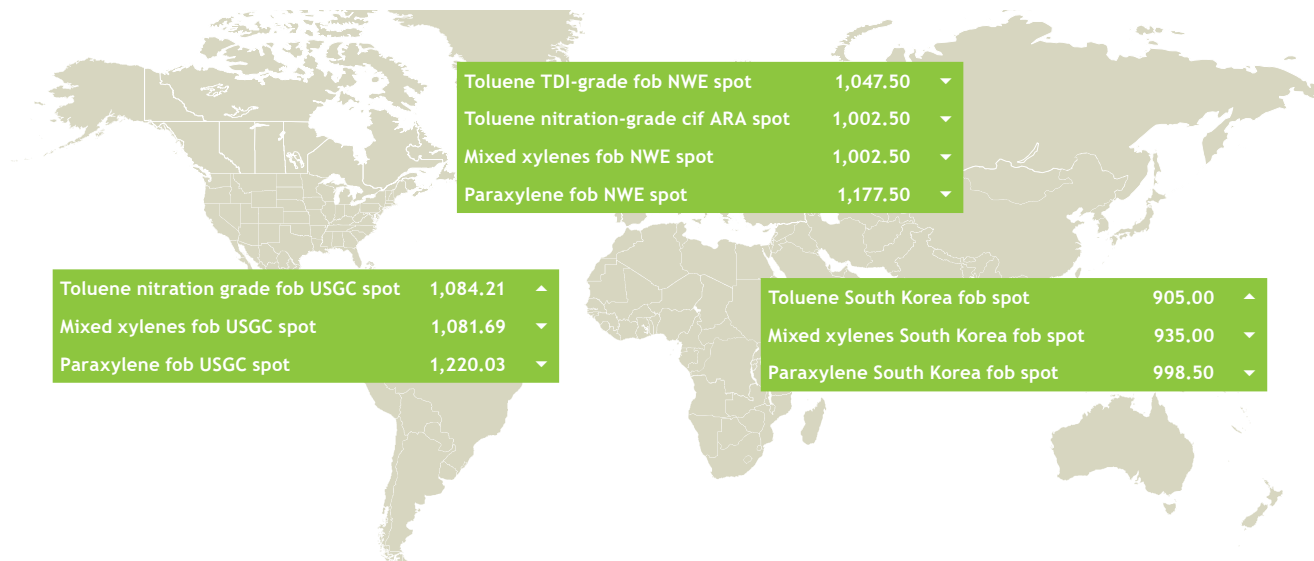 Toluene TDI-grade fob NWE spot 1,047.50 ▼
Toluene nitration-grade cif ARA spot 1,002.50 ▼
Mixed xylenes fob NWE spot 1,002.50 ▼
Paraxylene fob NWE spot 1,177.50 ▼
Toluene nitration grade fob USGC spot 1,084.21 ▲
Mixed xylenes fob USGC spot 1,081.69 ▼
Paraxylene fob USGC spot 1,220.03 ▼
Toluene South Korea fob spot 905.00 ▲
Mixed xylenes South Korea fob spot 935.00 ▼
Paraxylene South Korea fob spot 998.50 ▼